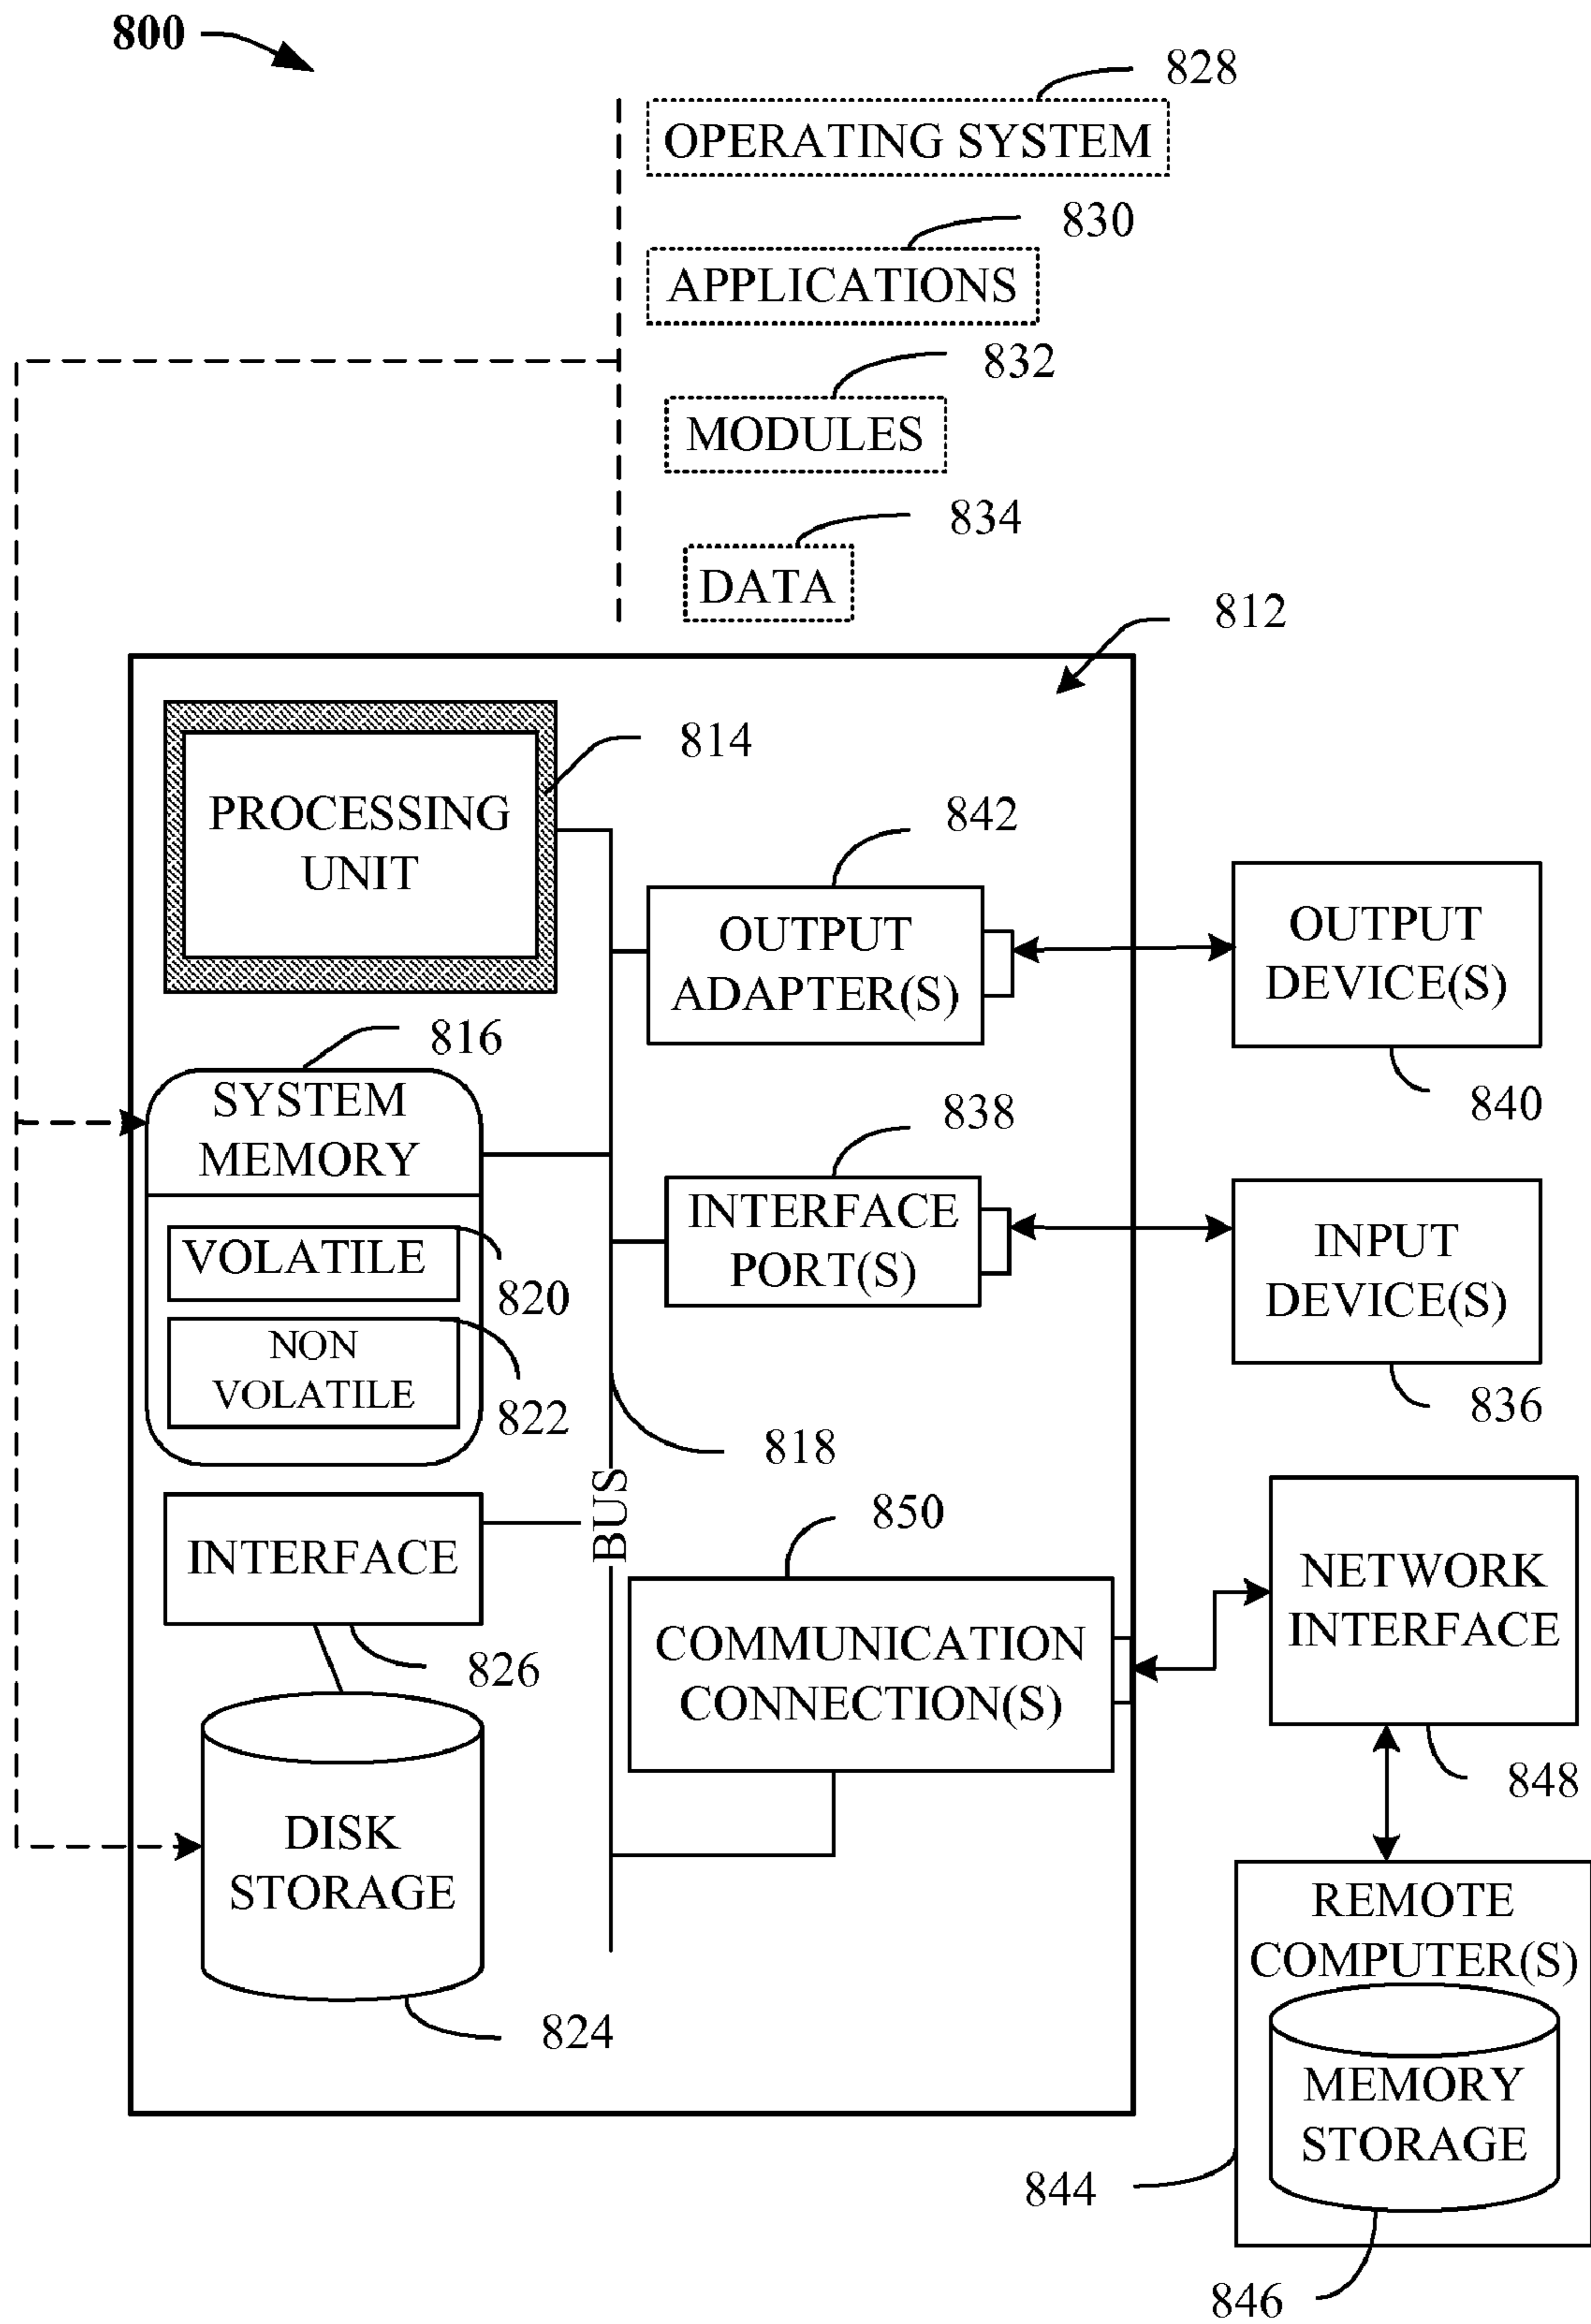 800
828
OPERATING SYSTEM
830
APPLICATIONS
832
MODULES
834
DATA
812
PROCESSING
UNIT
814
842
OUTPUT
ADAPTER(S)
OUTPUT
DEVICE(S)
840
816
SYSTEM
MEMORY
VOLATILE
820
NON
VOLATILE
822
838
INTERFACE
PORT(S)
INPUT
DEVICE(S)
836
818
BUS
INTERFACE
826
850
COMMUNICATION
CONNECTION(S)
NETWORK
INTERFACE
848
DISK
STORAGE
824
REMOTE
COMPUTER(S)
MEMORY
STORAGE
844
846